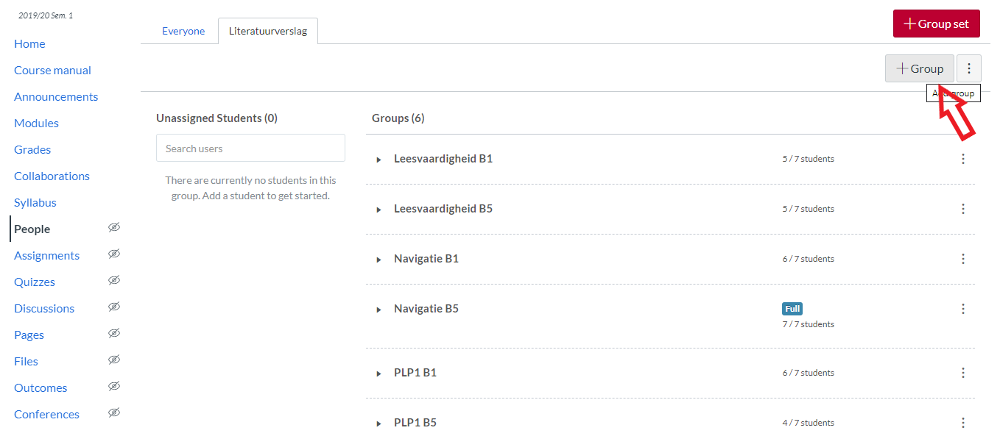 2019/20 Sem. 1
Home
Course manual
Announcements
Modules
Grades
Collaborations
Syllabus
People
Assignments
Quizzes
Discussions
Pages
Files
Outcomes
Conferences
Everyone
Literatuurverslag
Group set
Group
Add group
Unassigned Students (0)
Search users
There are currently no students in this
group. Add a student to get started.
Groups (6)
Leesvaardigheid B1
5 / 7 students
Leesvaardigheid B5
5 / 7 students
Navigatie B1
6 / 7 students
Navigatie B5
Full
7 / 7 students
PLP1 B1
6 / 7 students
PLP1 B5
4 / 7 students